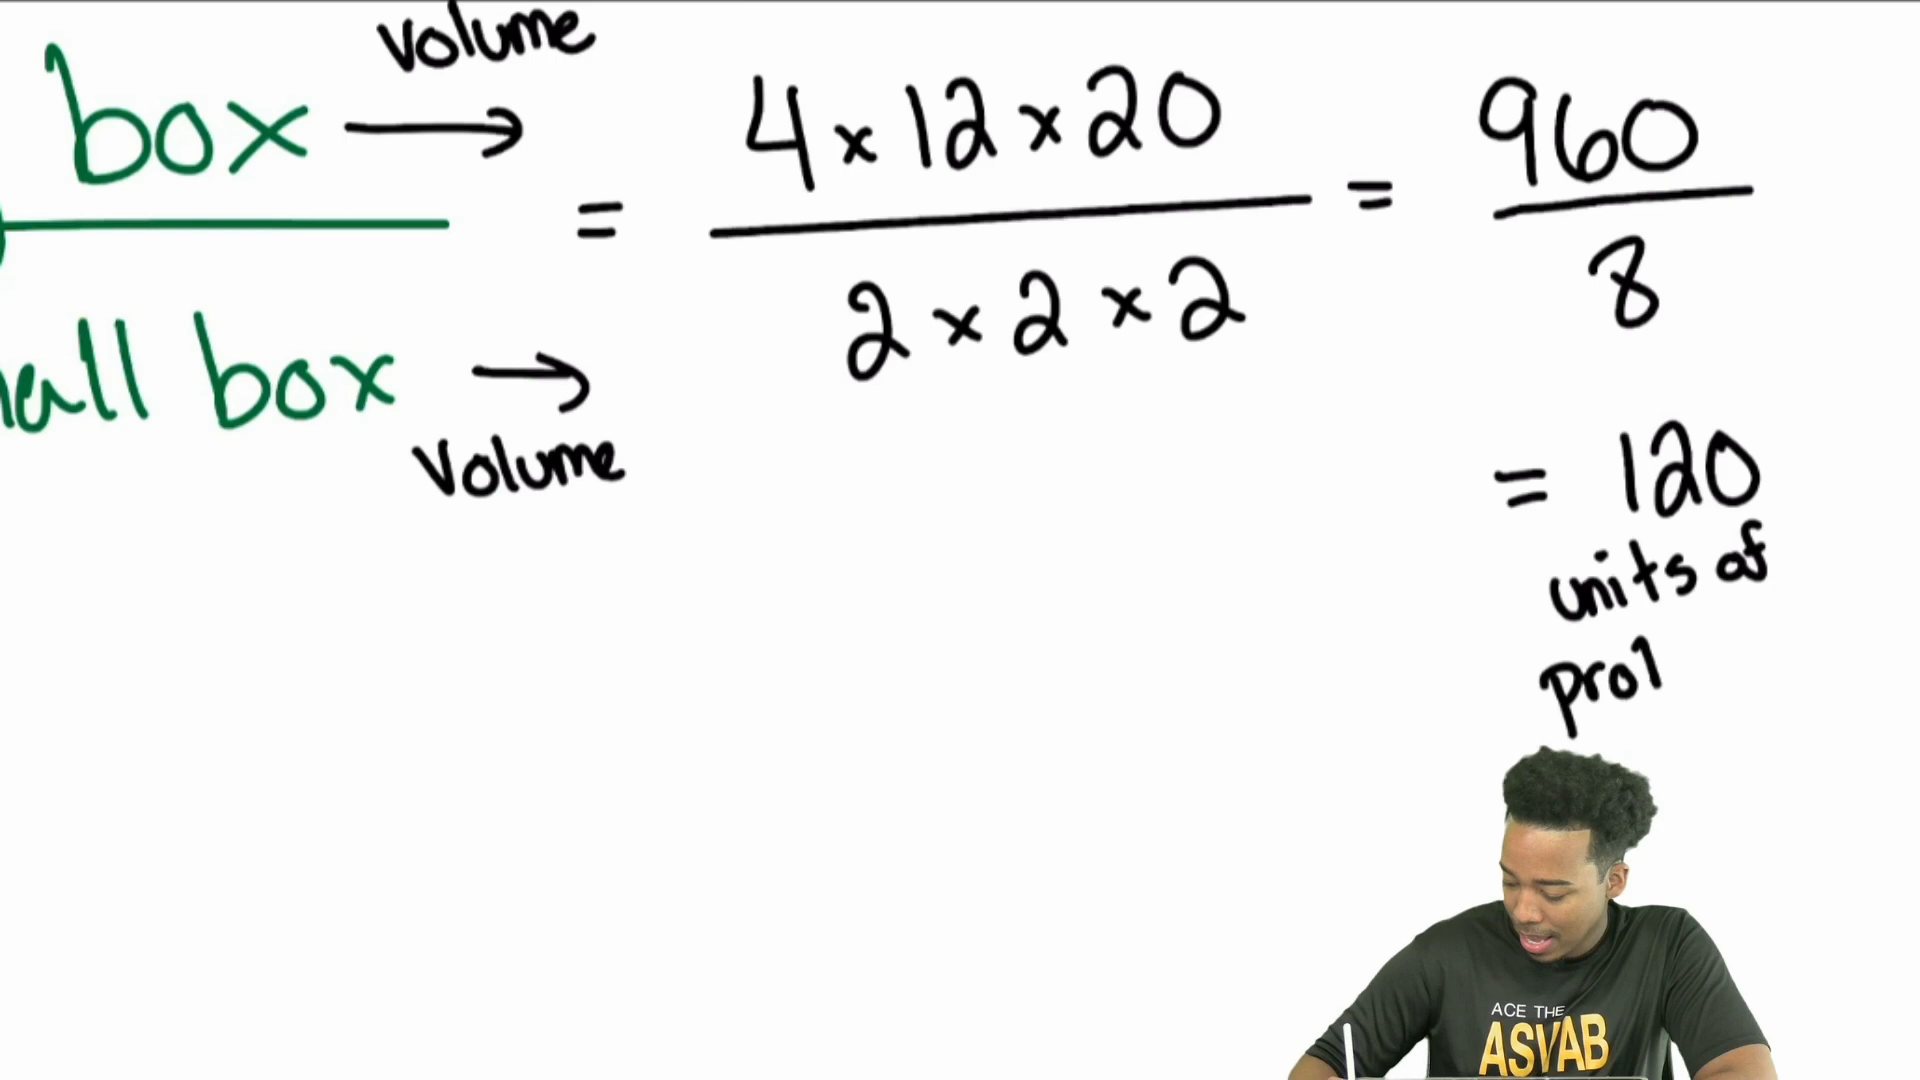 volume
box → = 4 x 12 x 20 = 960
2 x 2 x 2 8
all box →
Volume
= 120
units of
pro
ACE THE
ASVAB